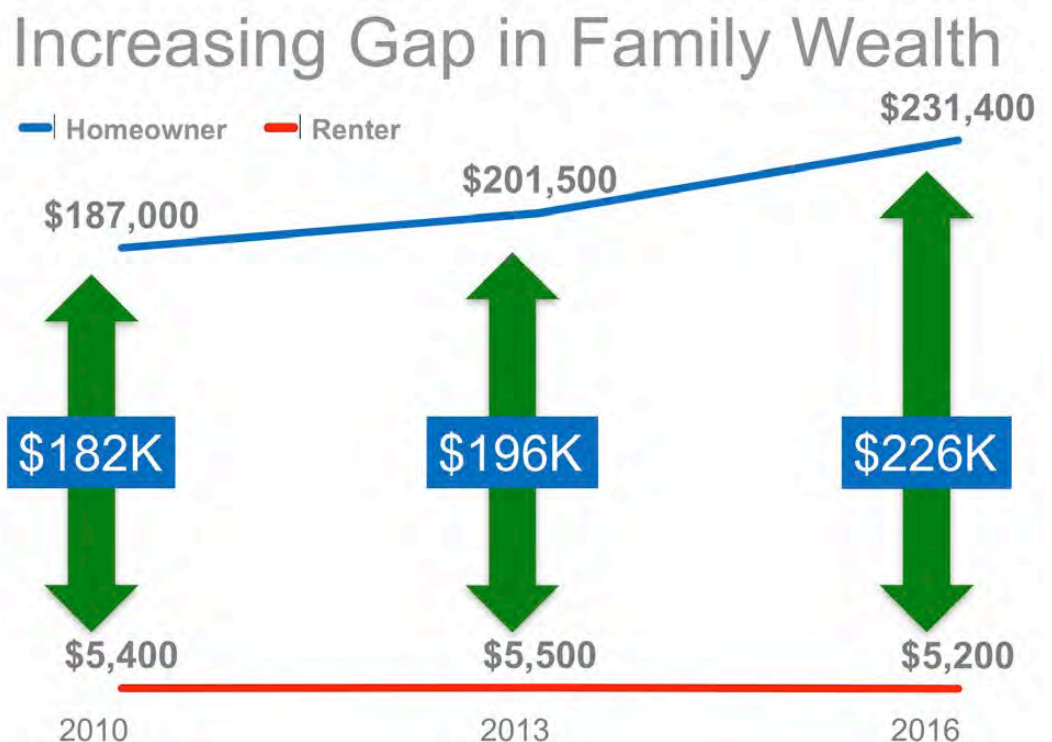 Increasing Gap in Family Wealth
Homeowner Renter
$231,400
$201,500
$187,000
$182K $196K $226K
$5,400 $5,500 $5,200
2010 2013 2016